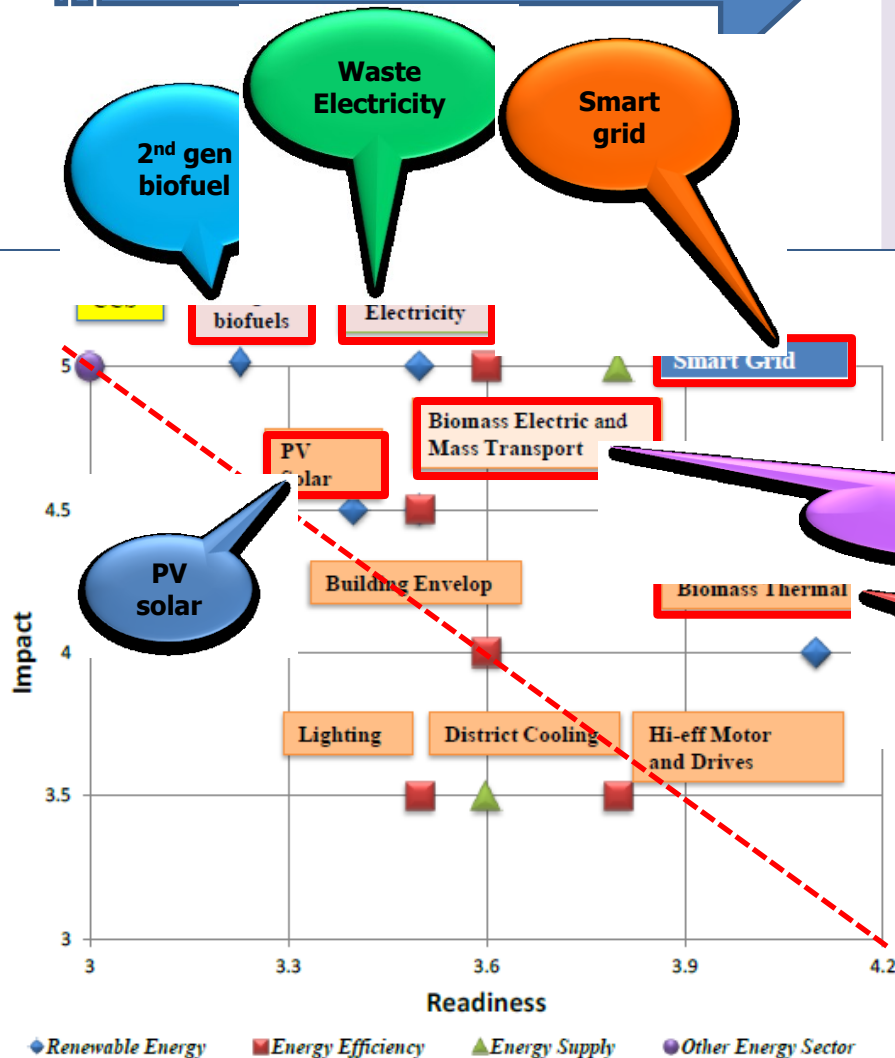 Waste
Electricity
Smart
grid
2nd gen
biofuel
biofuels
Electricity
Smart Grid
5
Biomass Electric and
Mass Transport
PV
Solar
4.5
PV
solar
Building Envelop
Biomass Thermal
Impact
4
Lighting
District Cooling
Hi-eff Motor
and Drives
3.5
3
3
3.3
3.6
3.9
4.2
Readiness
Renewable Energy
Energy Efficiency
Energy Supply
Other Energy Sector